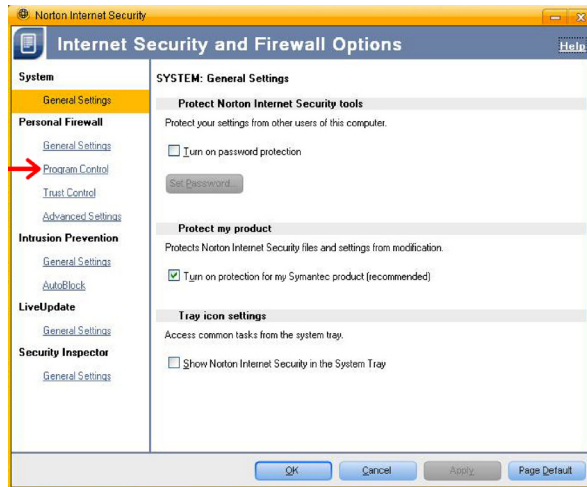 Norton Internet Security
Internet Security and Firewall Options
Help
System
General Settings
Personal Firewall
General Settings
Program Control
Trust Control
Advanced Settings
Intrusion Prevention
General Settings
AutoBlock
LiveUpdate
General Settings
Security Inspector
General Settings
SYSTEM: General Settings
Protect Norton Internet Security tools
Protect your settings from other users of this computer.
Turn on password protection
Set Password...
Protect my product
Protects Norton Internet Security files and settings from modification.
Turn on protection for my Symantec product (recommended)
Tray icon settings
Access common tasks from the system tray.
Show Norton Internet Security in the System Tray
OK
Cancel
Apply
Page Default